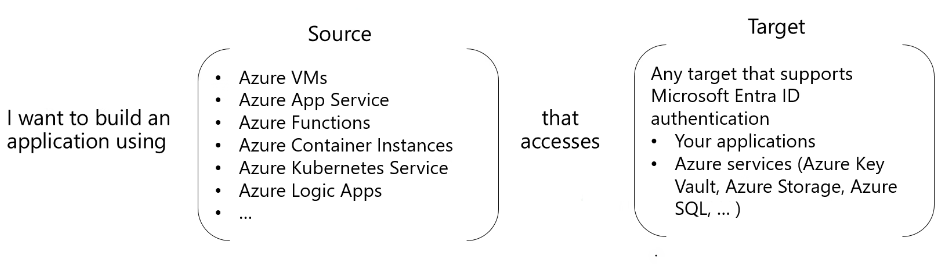 Source
Target
I want to build an
application using
• Azure VMs
• Azure App Service
• Azure Functions
• Azure Container Instances
• Azure Kubernetes Service
• Azure Logic Apps
• ...
that
accesses
Any target that supports
Microsoft Entra ID
authentication
• Your applications
• Azure services (Azure Key
Vault, Azure Storage, Azure
SQL, ... )